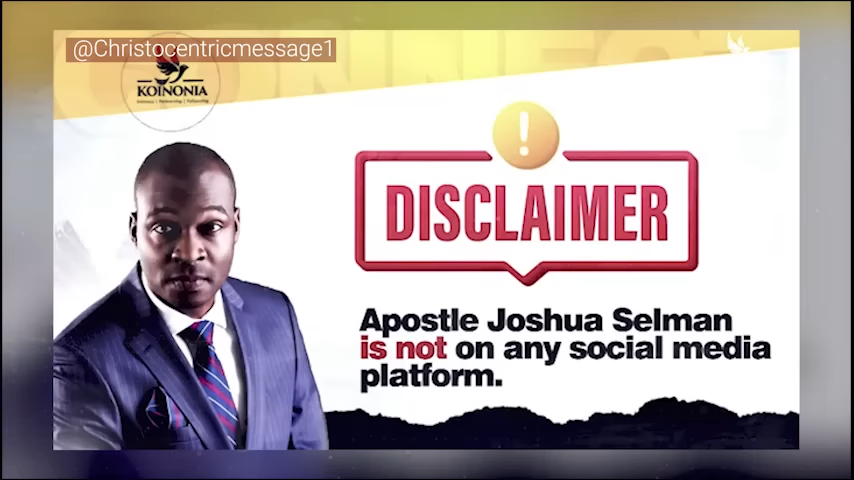 @Christocentricmessage1
KOINONIA
!
DISCLAIMER
Apostle Joshua Selman
is not on any social media
platform.